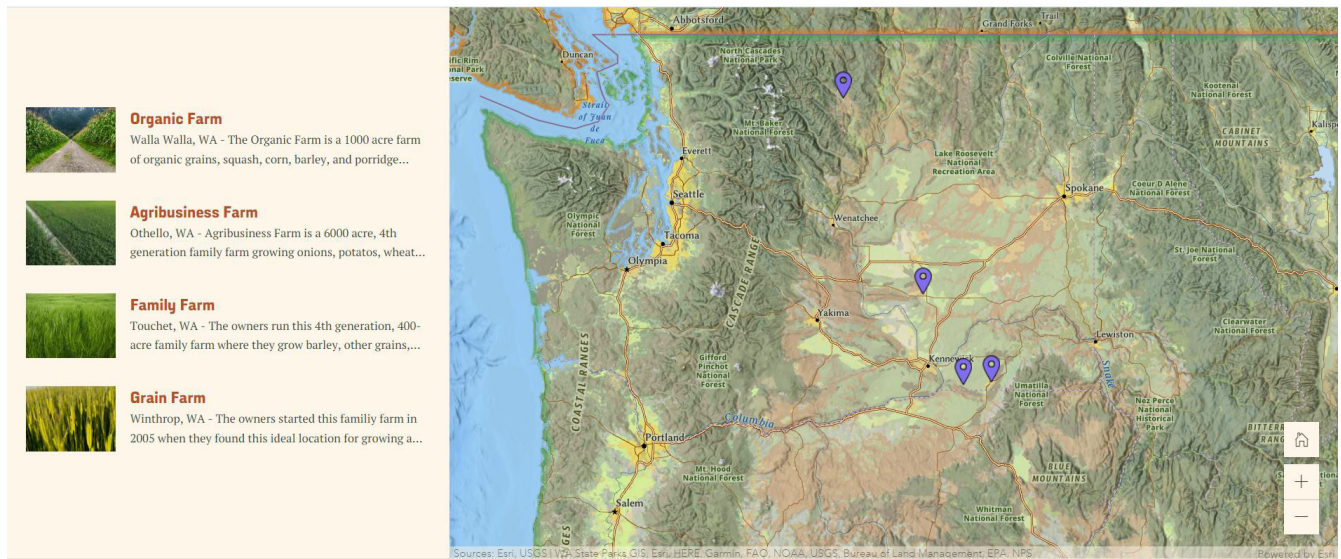 Organic Farm
Walla Walla, WA - The Organic Farm is a 1000 acre farm
of organic grains, squash, corn, barley, and porridge...
Agribusiness Farm
Othello, WA - Agribusiness Farm is a 6000 acre, 4th
generation family farm growing onions, potatos, wheat...
Family Farm
Touchet, WA - The owners run this 4th generation, 400-
acre family farm where they grow barley, other grains,...
Grain Farm
Winthrop, WA - The owners started this familiy farm in
2005 when they found this ideal location for growing a...
Abbotsford
Trail
Grand Forks
Duncan
North Cascades
National Park
Colville National
Forest
Kootenai
National Forest
Strait
of Juan
de
Fuca
Mt. Baker
National Forest
CABINET
MOUNTAINS
Everett
Lake Roosevelt
National
Recreation Area
Seattle
Spokane
Coeur D Alene
National Forest
Olympic
National
Forest
Wenatchee
Tacoma
St. Joe National
Forest
Olympia
CASCADE RANGE
Yakima
Clearwater
National Forest
Lewiston
COASTAL RANGES
Gifford
Pinchot
National
Forest
Kennewick
Snake
Umatilla
National
Forest
Nez Perce
National
Historical
Park
Columbia
Portland
Mt. Hood
National Forest
BLUE
MOUNTAINS
Salem
Whitman
National Forest
Sources: Esri, USGS | WA State Parks GIS, Esri, HERE, Garmin, FAO, NOAA, USGS, Bureau of Land Management, EPA, NPS
Powered by